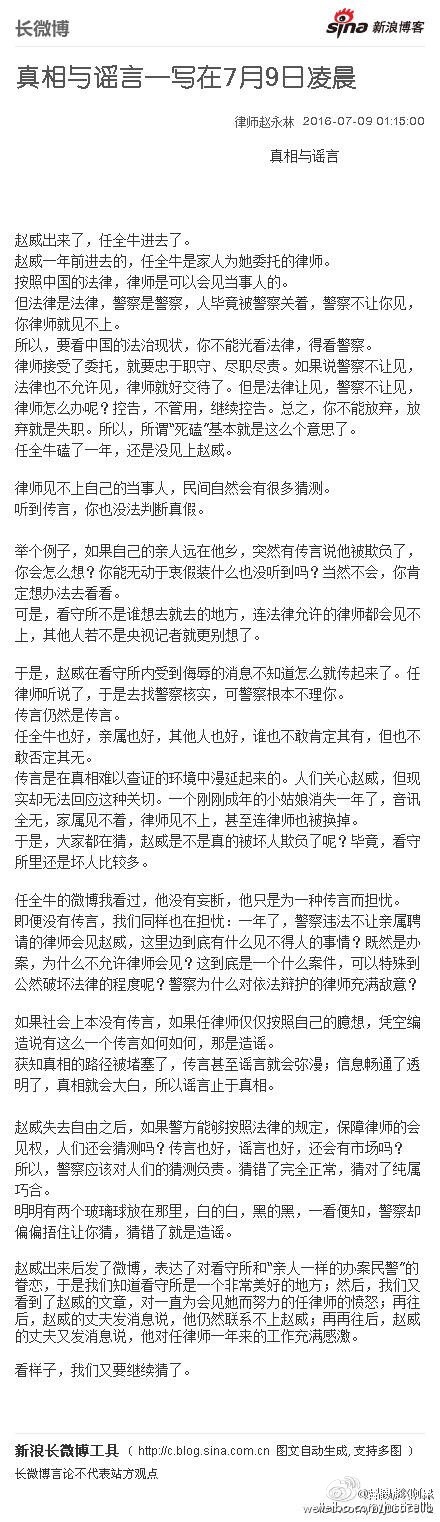 长微博
sina 新浪博客
真相与谣言—写在7月9日凌晨
律师赵永林 2016-07-09 01:15:00
真相与谣言
赵威出来了，任全牛进去了。
赵威一年前进去的，任全牛是家人为她委托的律师。
按照中国的法律，律师是可以会见当事人的。
但法律是法律，警察是警察，人毕竟被警察关着，警察不让你见，
你律师就见不上。
所以，要看中国的法治现状，你不能光看法律，得看警察。
律师接受了委托，就要忠于职守、尽职尽责。如果说警察不让见，
法律也不允许见，律师就好交待了。但是法律让见，警察不让见，
律师怎么办呢？控告，不管用，继续控告。总之，你不能放弃，放
弃就是失职。所以，所谓“死磕”基本就是这么个意思了。
任全牛磕了一年，还是没见上赵威。
律师见不上自己的当事人，民间自然会有很多猜测。
听到传言，你也没法判断真假。
举个例子，如果自己的亲人远在他乡，突然有传言说他被欺负了，
你会怎么想？你能无动于衷假装什么也没听到吗？当然不会，你肯
定想办法去看看。
可是，看守所不是谁想去就去的地方，连法律允许的律师都会见不
上，其他人若不是央视记者就更别想了。
于是，赵威在看守所内受到侮辱的消息不知道怎么就传起来了。任
律师听说了，于是去找警察核实，可警察根本不理你。
传言仍然是传言。
任全牛也好，亲属也好，其他人也好，谁也不敢肯定其有，但也不
敢否定其无。
传言是在真相难以查证的环境中漫延起来的。人们关心赵威，但现
实却无法回应这种关切。一个刚刚成年的小姑娘消失一年了，音讯
全无，家属见不着，律师见不上，甚至连律师也被换掉。
于是，大家都在猜，赵威是不是真的被坏人欺负了呢？毕竟，看守
所里还是坏人比较多。
任全牛的微博我看过，他没有妄断，他只是为一种传言而担忧。
即便没有传言，我们同样也在担忧：一年了，警察违法不让亲属聘
请的律师会见赵威，这里边到底有什么见不得人的事情？既然是办
案，为什么不允许律师会见？这到底是一个什么案件，可以特殊到
公然破坏法律的程度呢？警察为什么对依法辩护的律师充满敌意？
如果社会上本没有传言，如果任律师仅仅按照自己的臆想，凭空编
造说有这么一个传言如何如何，那是造谣。
获知真相的路径被堵塞了，传言甚至谣言就会弥漫；信息畅通了透
明了，真相就会大白，所以谣言止于真相。
赵威失去自由之后，如果警方能够按照法律的规定，保障律师的会
见权，人们还会猜测吗？传言也好，谣言也好，还会有市场吗？
所以，警察应该对人们的猜测负责。猜错了完全正常，猜对了纯属
巧合。
明明有两个玻璃球放在那里，白的白，黑的黑，一看便知，警察却
偏偏捂住让你猜，猜错了就是造谣。
赵威出来后发了微博，表达了对看守所和“亲人一样的办案民警”的
眷恋，于是我们知道看守所是一个非常美好的地方；然后，我们又
看到了赵威的文章，对一直为会见她而努力的任律师的愤怒；再往
后，赵威的丈夫发消息说，他仍然联系不上赵威；再再往后，赵威
的丈夫又发消息说，他对任律师一年来的工作充满感激。
看样子，我们又要继续猜了。
新浪长微博工具（ http://c.blog.sina.com.cn 图文自动生成, 支持多图 ）
长微博言论不代表站方观点